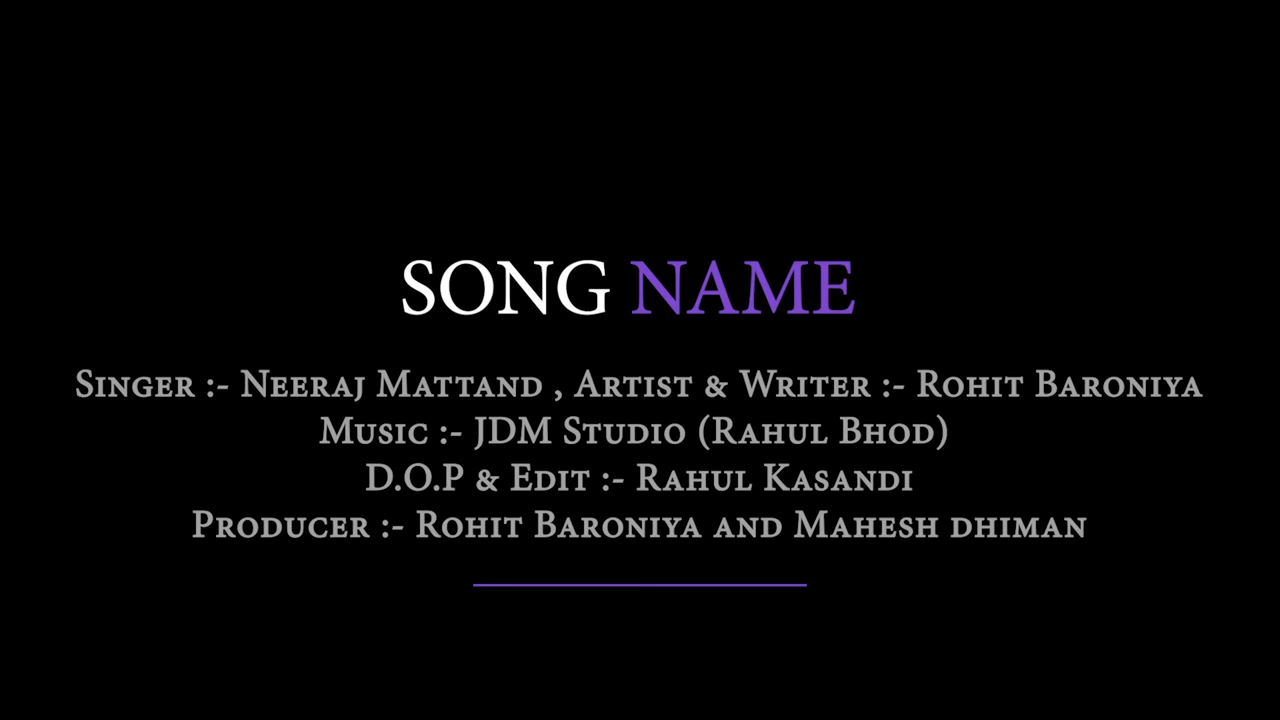 SONG NAME
Singer :- Neeraj Mattand , Artist & Writer :- Rohit Baroniya
Music :- JDM Studio (Rahul Bhod)
D.O.P & Edit :- Rahul Kasandi
Producer :- Rohit Baroniya and Mahesh dhiman